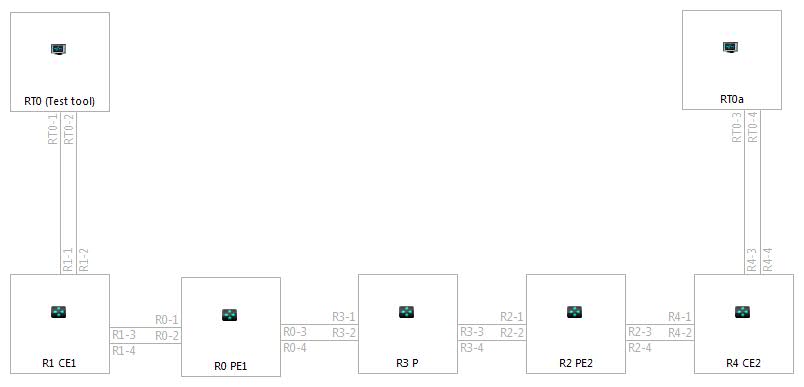 RT0 (Test tool)
RT0a
RT0-1
RT0-2
RT0-3
RT0-4
R1-1
R1-2
R4-3
R4-4
R1-3
R1-4
R0-1
R0-2
R0-3
R0-4
R3-1
R3-2
R3-3
R3-4
R2-1
R2-2
R2-3
R2-4
R4-1
R4-2
R1 CE1
R0 PE1
R3 P
R2 PE2
R4 CE2